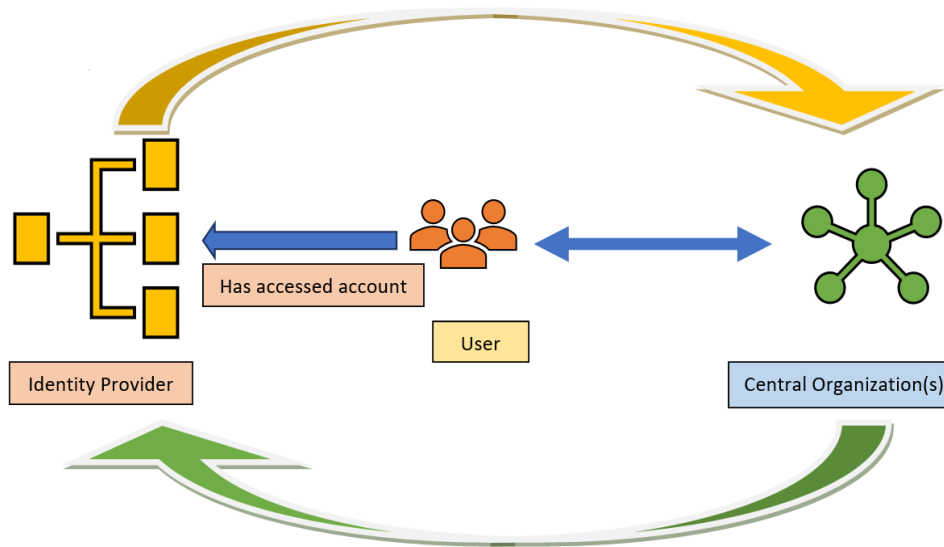 Has accessed account
User
Identity Provider
Central Organization(s)